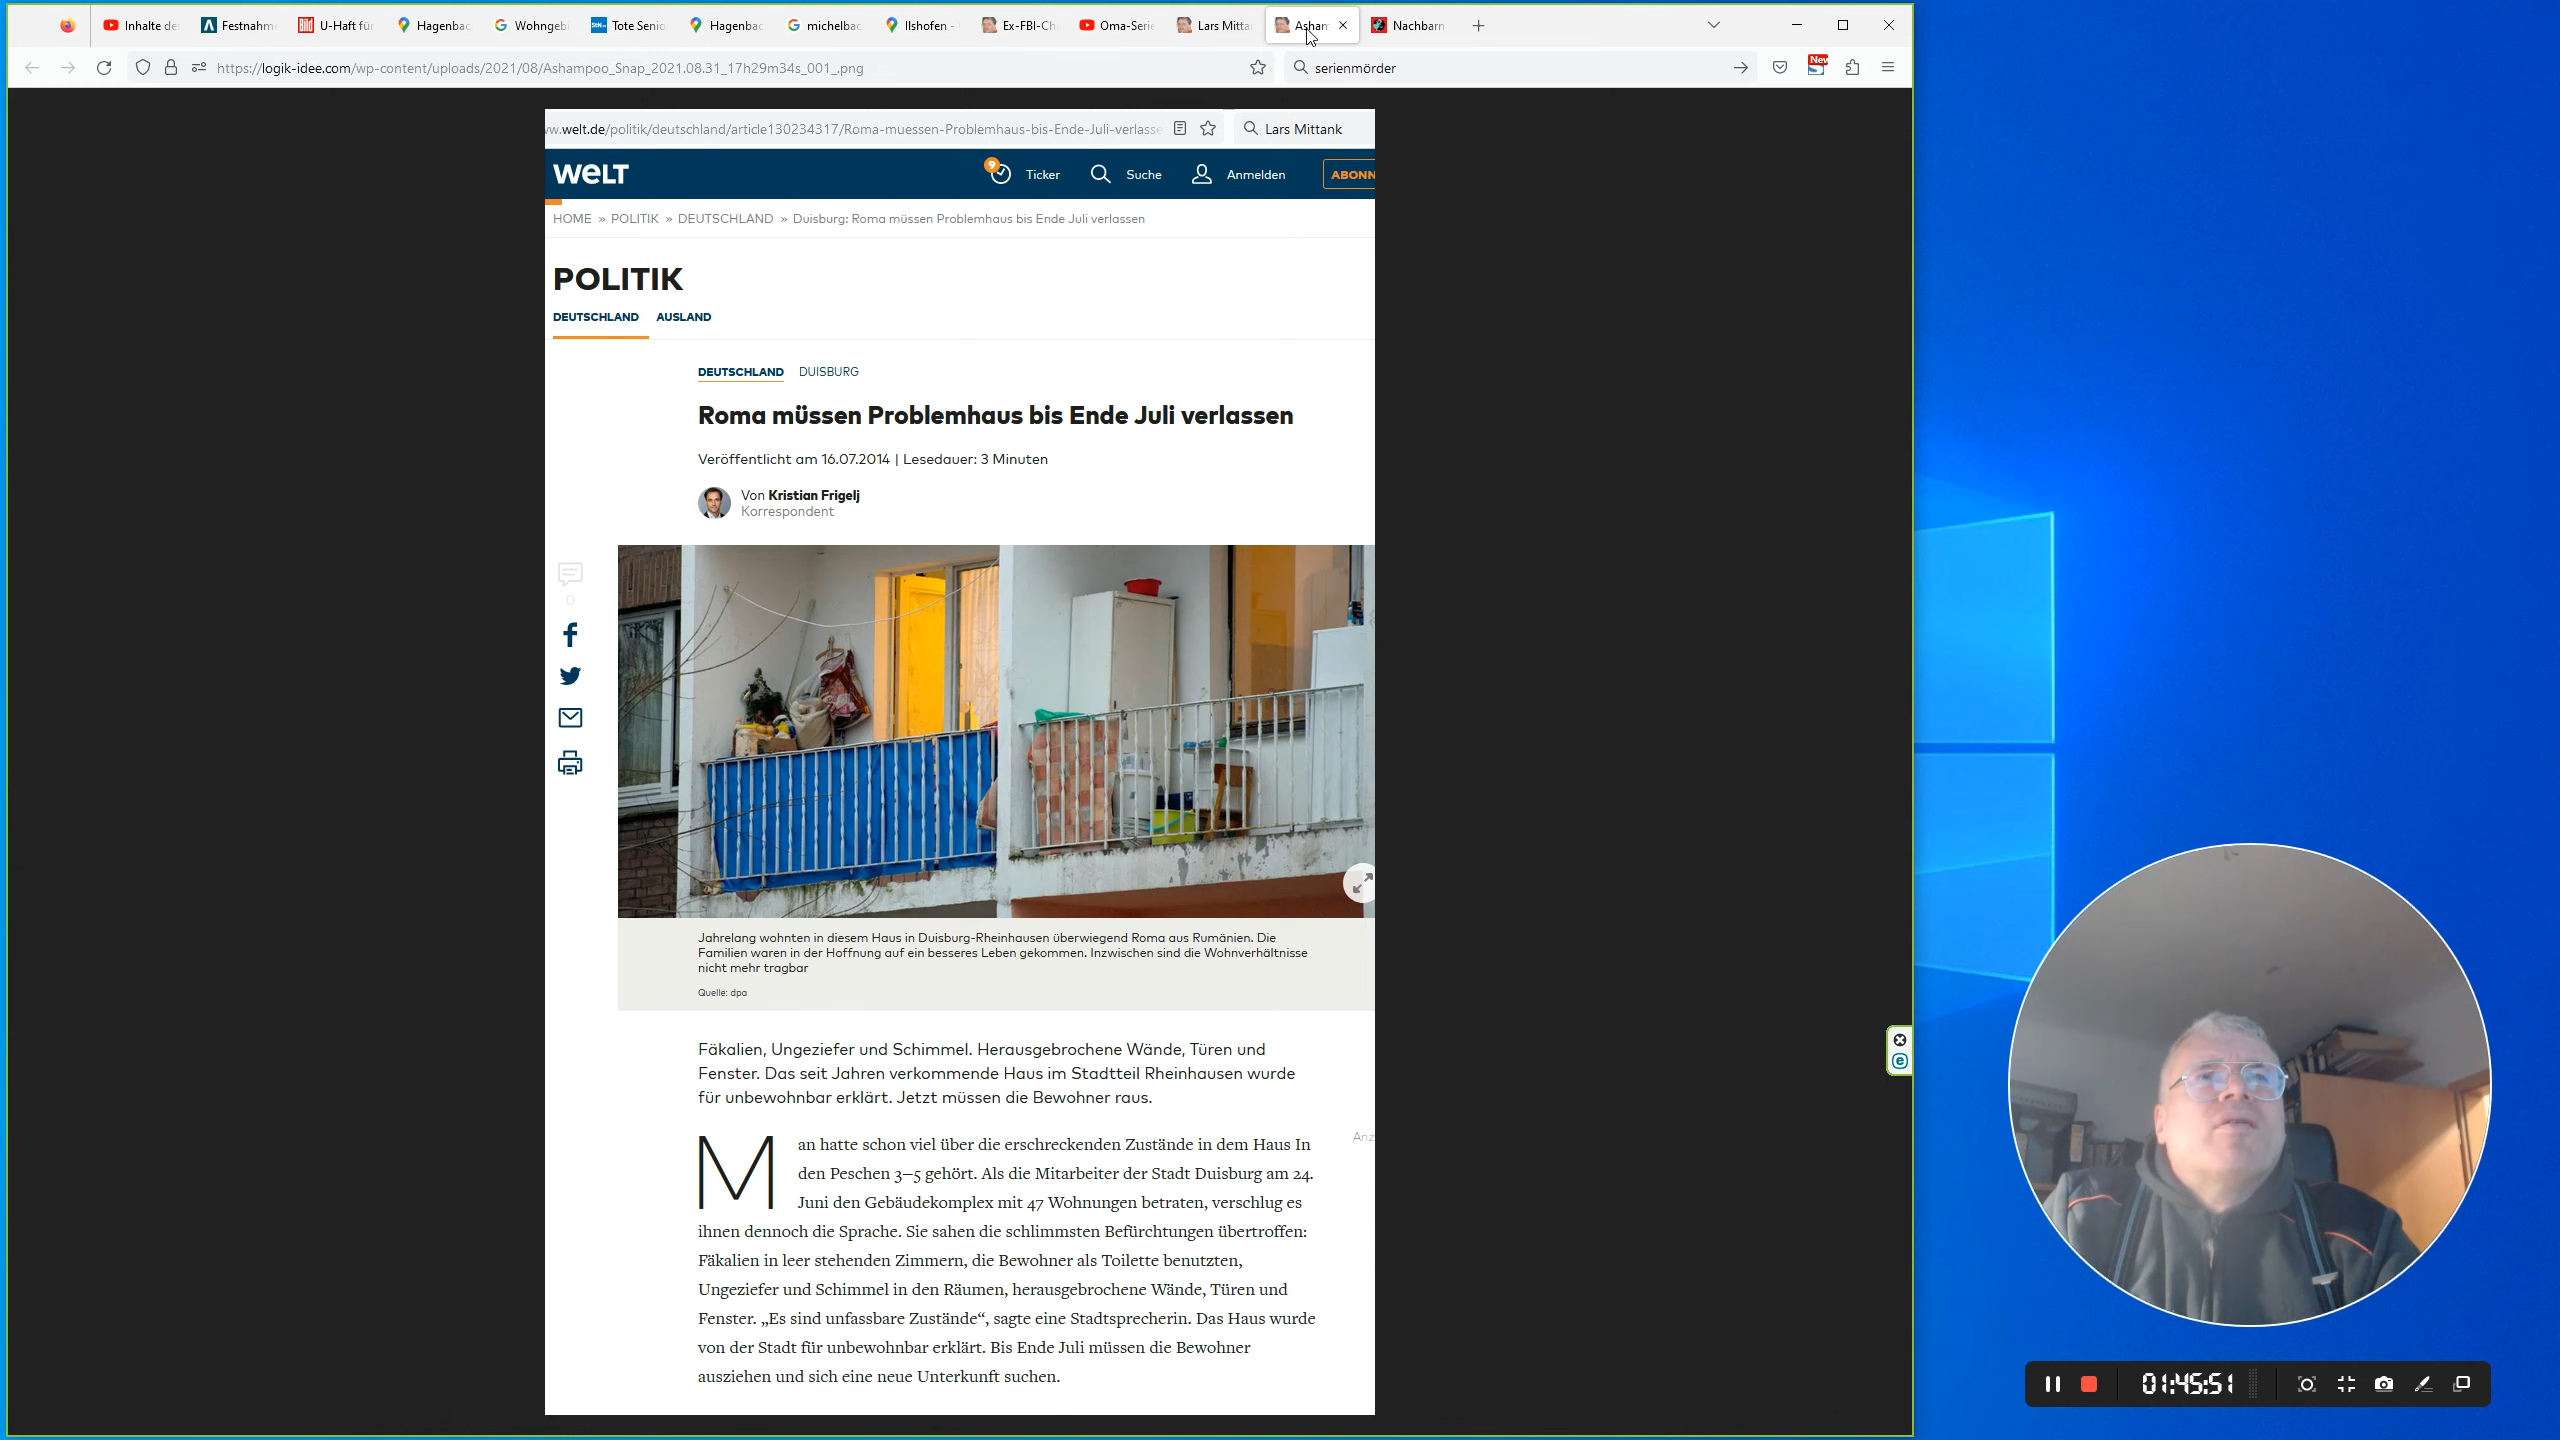 Inhalte de
Festnahm
U-Haft für
Hagenbac
Wohngeb
Tote Senio
Hagenbac
michelbac
Ilshofen -
Ex-FBI-Ch
Oma-Serie
Lars Mitta
Asham
Nachbarn
https://logik-idee.com/wp-content/uploads/2021/08/Ashampoo_Snap_2021.08.31_17h29m34s_001_.png
serienmörder
New
w.welt.de/politik/deutschland/article130234317/Roma-muessen-Problemhaus-bis-Ende-Juli-verlasse
Lars Mittank
WELT
9
Ticker
Suche
Anmelden
ABONN
HOME » POLITIK » DEUTSCHLAND » Duisburg: Roma müssen Problemhaus bis Ende Juli verlassen
POLITIK
DEUTSCHLAND AUSLAND
DEUTSCHLAND DUISBURG
Roma müssen Problemhaus bis Ende Juli verlassen
Veröffentlicht am 16.07.2014 | Lesedauer: 3 Minuten
Von Kristian Frigelj
Korrespondent
0
Jahrelang wohnten in diesem Haus in Duisburg-Rheinhausen überwiegend Roma aus Rumänien. Die
Familien waren in der Hoffnung auf ein besseres Leben gekommen. Inzwischen sind die Wohnverhältnisse
nicht mehr tragbar
Quelle: dpa
Fäkalien, Ungeziefer und Schimmel. Herausgebrochene Wände, Türen und
Fenster. Das seit Jahren verkommende Haus im Stadtteil Rheinhausen wurde
für unbewohnbar erklärt. Jetzt müssen die Bewohner raus.
Anz
Man hatte schon viel über die erschreckenden Zustände in dem Haus In
den Peschen 3–5 gehört. Als die Mitarbeiter der Stadt Duisburg am 24.
Juni den Gebäudekomplex mit 47 Wohnungen betraten, verschlug es
ihnen dennoch die Sprache. Sie sahen die schlimmsten Befürchtungen übertroffen:
Fäkalien in leer stehenden Zimmern, die Bewohner als Toilette benutzten,
Ungeziefer und Schimmel in den Räumen, herausgebrochene Wände, Türen und
Fenster. „Es sind unfassbare Zustände“, sagte eine Stadtsprecherin. Das Haus wurde
von der Stadt für unbewohnbar erklärt. Bis Ende Juli müssen die Bewohner
ausziehen und sich eine neue Unterkunft suchen.
01:45:51